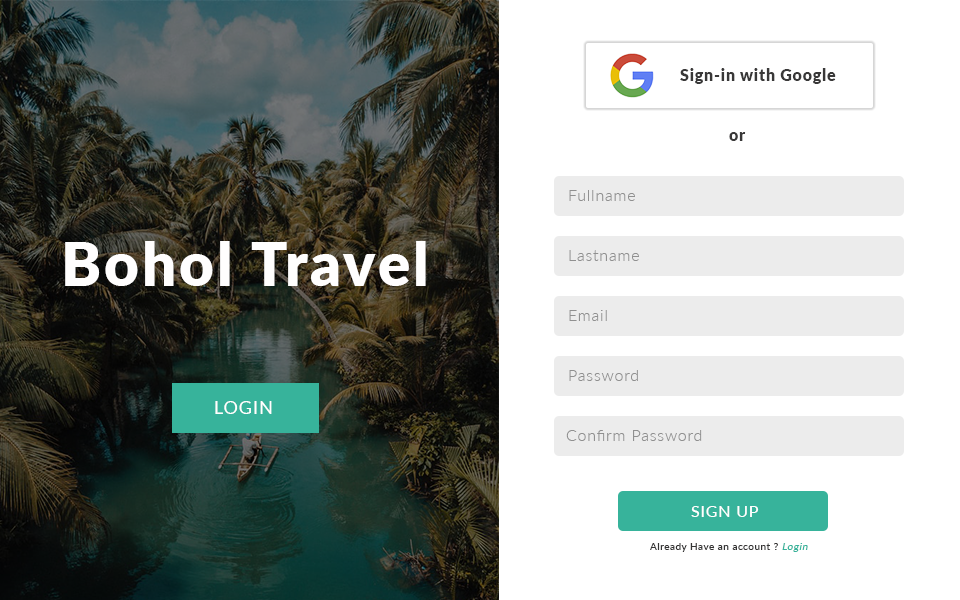 Bohol Travel
LOGIN
Sign-in with Google
or
Fullname
Lastname
Email
Password
Confirm Password
SIGN UP
Already Have an account ? Login